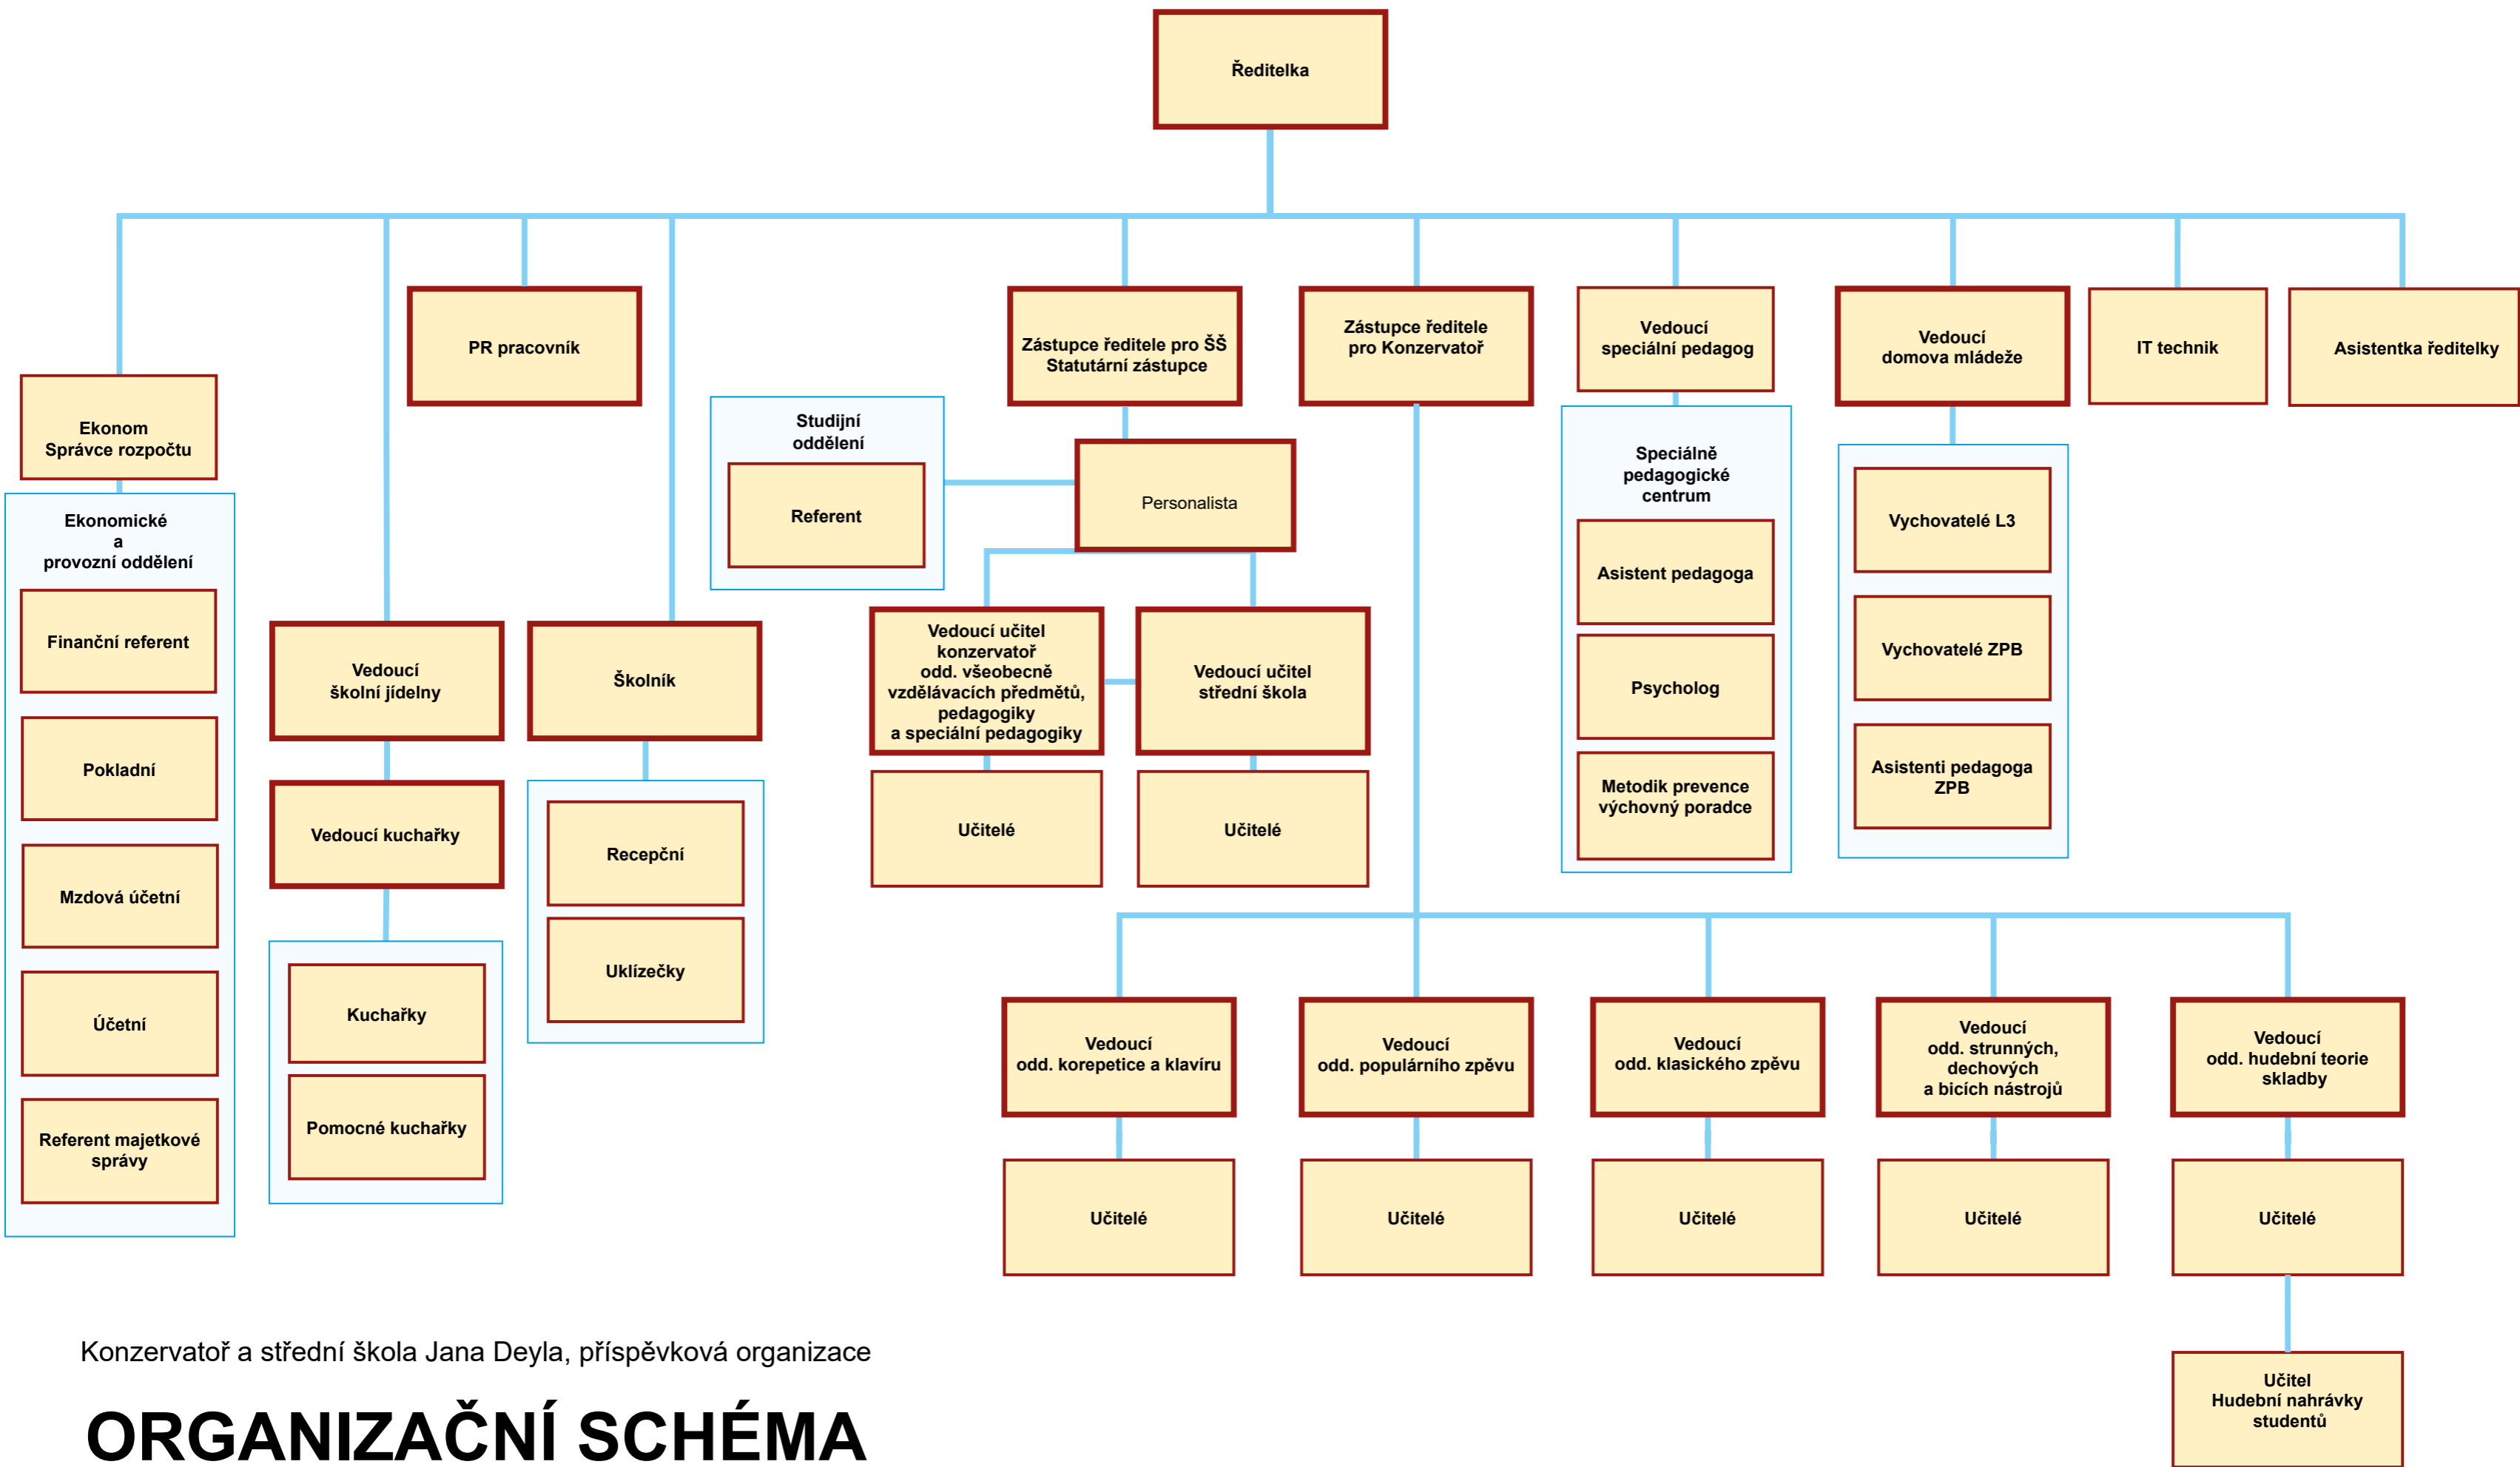 Ředitelka
PR pracovník
Zástupce ředitele pro ŠŠ
Statutární zástupce
Zástupce ředitele
pro Konzervatoř
Vedoucí
speciální pedagog
Vedoucí
domova mládeže
IT technik
Asistentka ředitelky
Ekonom
Správce rozpočtu
Ekonomické
a
provozní oddělení
Finanční referent
Pokladní
Mzdová účetní
Účetní
Referent majetkové
správy
Vedoucí
školní jídelny
Vedoucí kuchařky
Kuchařky
Pomocné kuchařky
Školník
Recepční
Uklízečky
Studijní
oddělení
Referent
Personalista
Vedoucí učitel
konzervatoř
odd. všeobecně
vzdělávacích předmětů,
pedagogiky
a speciální pedagogiky
Učitelé
Vedoucí učitel
střední škola
Učitelé
Speciálně
pedagogické
centrum
Asistent pedagoga
Psycholog
Metodik prevence
výchovný poradce
Vychovatelé L3
Vychovatelé ZPB
Asistenti pedagoga
ZPB
Vedoucí
odd. korepetice a klavíru
Učitelé
Vedoucí
odd. populárního zpěvu
Učitelé
Vedoucí
odd. klasického zpěvu
Učitelé
Vedoucí
odd. strunných,
dechových
a bicích nástrojů
Učitelé
Vedoucí
odd. hudební teorie
skladby
Učitelé
Učitel
Hudební nahrávky
studentů
Konzervatoř a střední škola Jana Deyla, příspěvková organizace
ORGANIZAČNÍ SCHÉMA